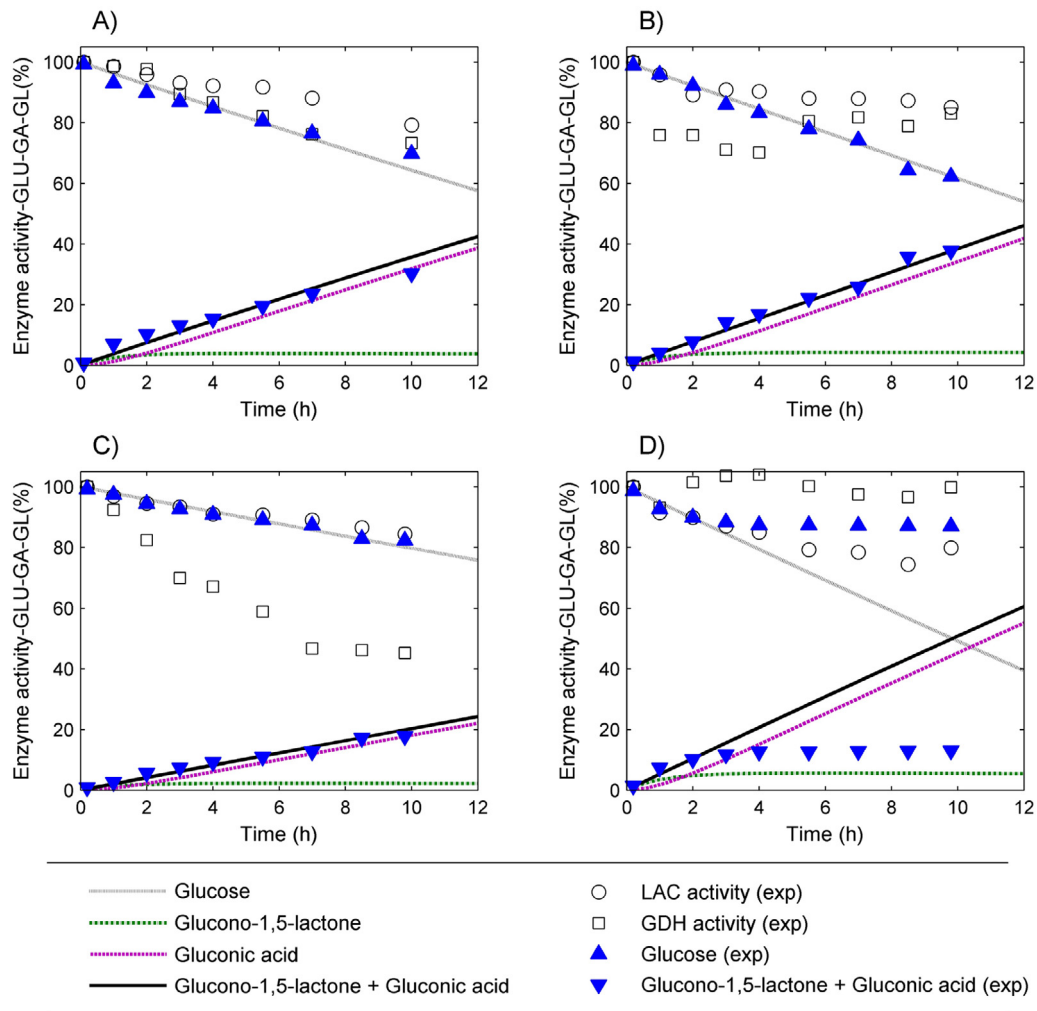 A)
Enzyme activity-GLU-GA-GL(%)
100
80
60
40
20
0
0 2 4 6 8 10 12
Time (h)
B)
Enzyme activity-GLU-GA-GL(%)
100
80
60
40
20
0
0 2 4 6 8 10 12
Time (h)
C)
Enzyme activity-GLU-GA-GL(%)
100
80
60
40
20
0
0 2 4 6 8 10 12
Time (h)
D)
Enzyme activity-GLU-GA-GL(%)
100
80
60
40
20
0
0 2 4 6 8 10 12
Time (h)
Glucose
Glucono-1,5-lactone
Gluconic acid
Glucono-1,5-lactone + Gluconic acid
LAC activity (exp)
GDH activity (exp)
Glucose (exp)
Glucono-1,5-lactone + Gluconic acid (exp)